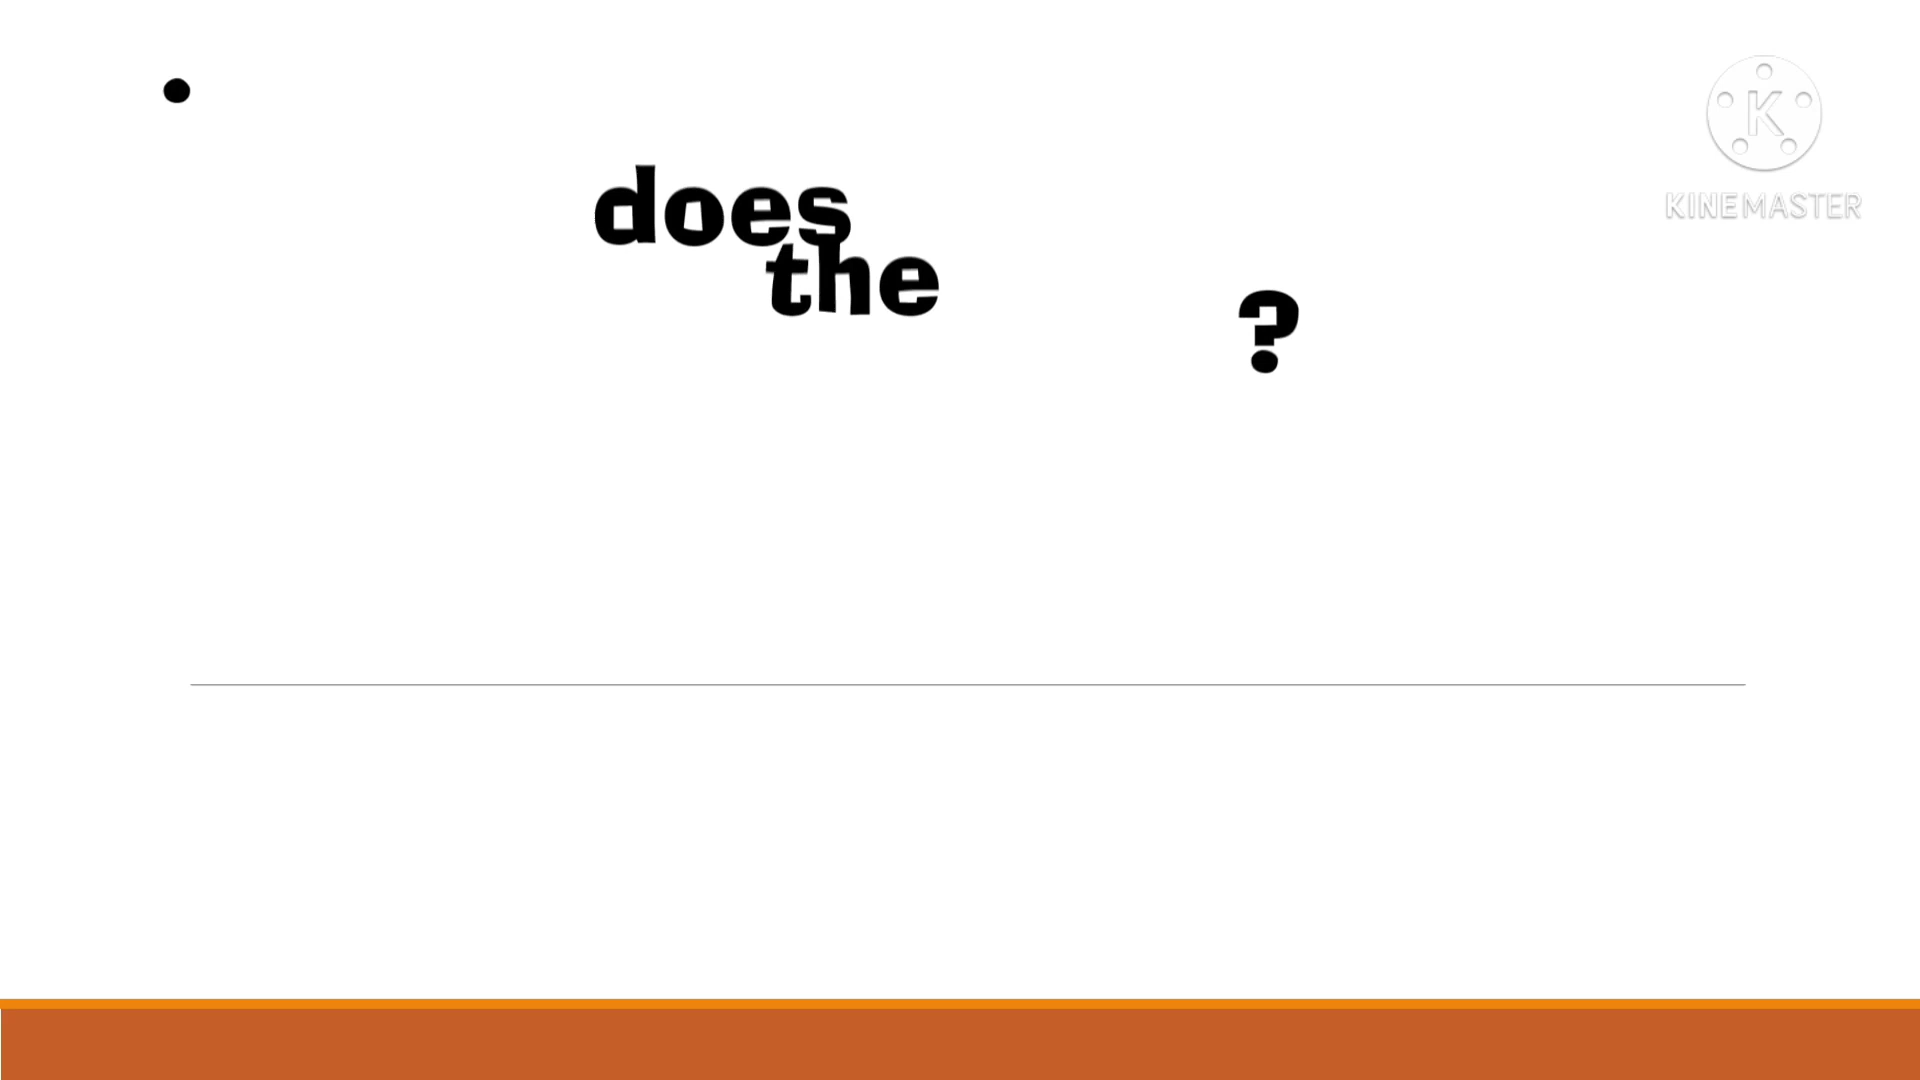 •
does
the
?
K
KINEMASTER